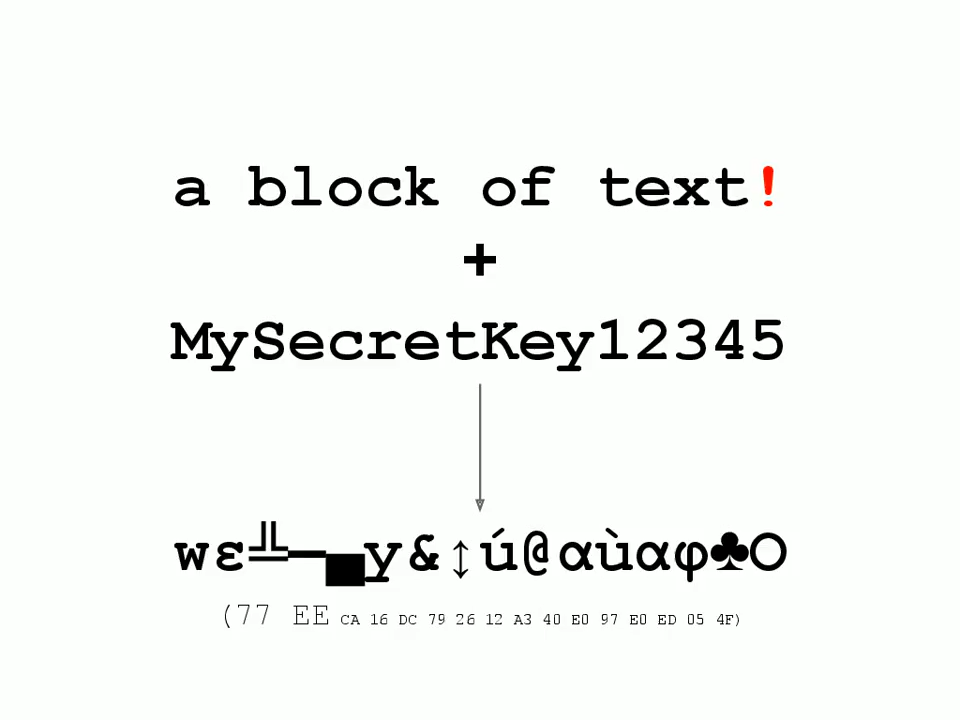 a block of text!
+
MySecretKey12345
wε╩▬▄y&↕ú@αùαφ♣O
(77 EE CA 16 DC 79 26 12 A3 40 E0 97 E0 ED 05 4F)